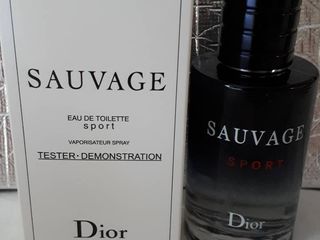 SAUVAGE
EAU DE TOILETTE
sport
VAPORISATEUR SPRAY
TESTER·DEMONSTRATION
Dior
SAUVAGE
SPORT
Dior